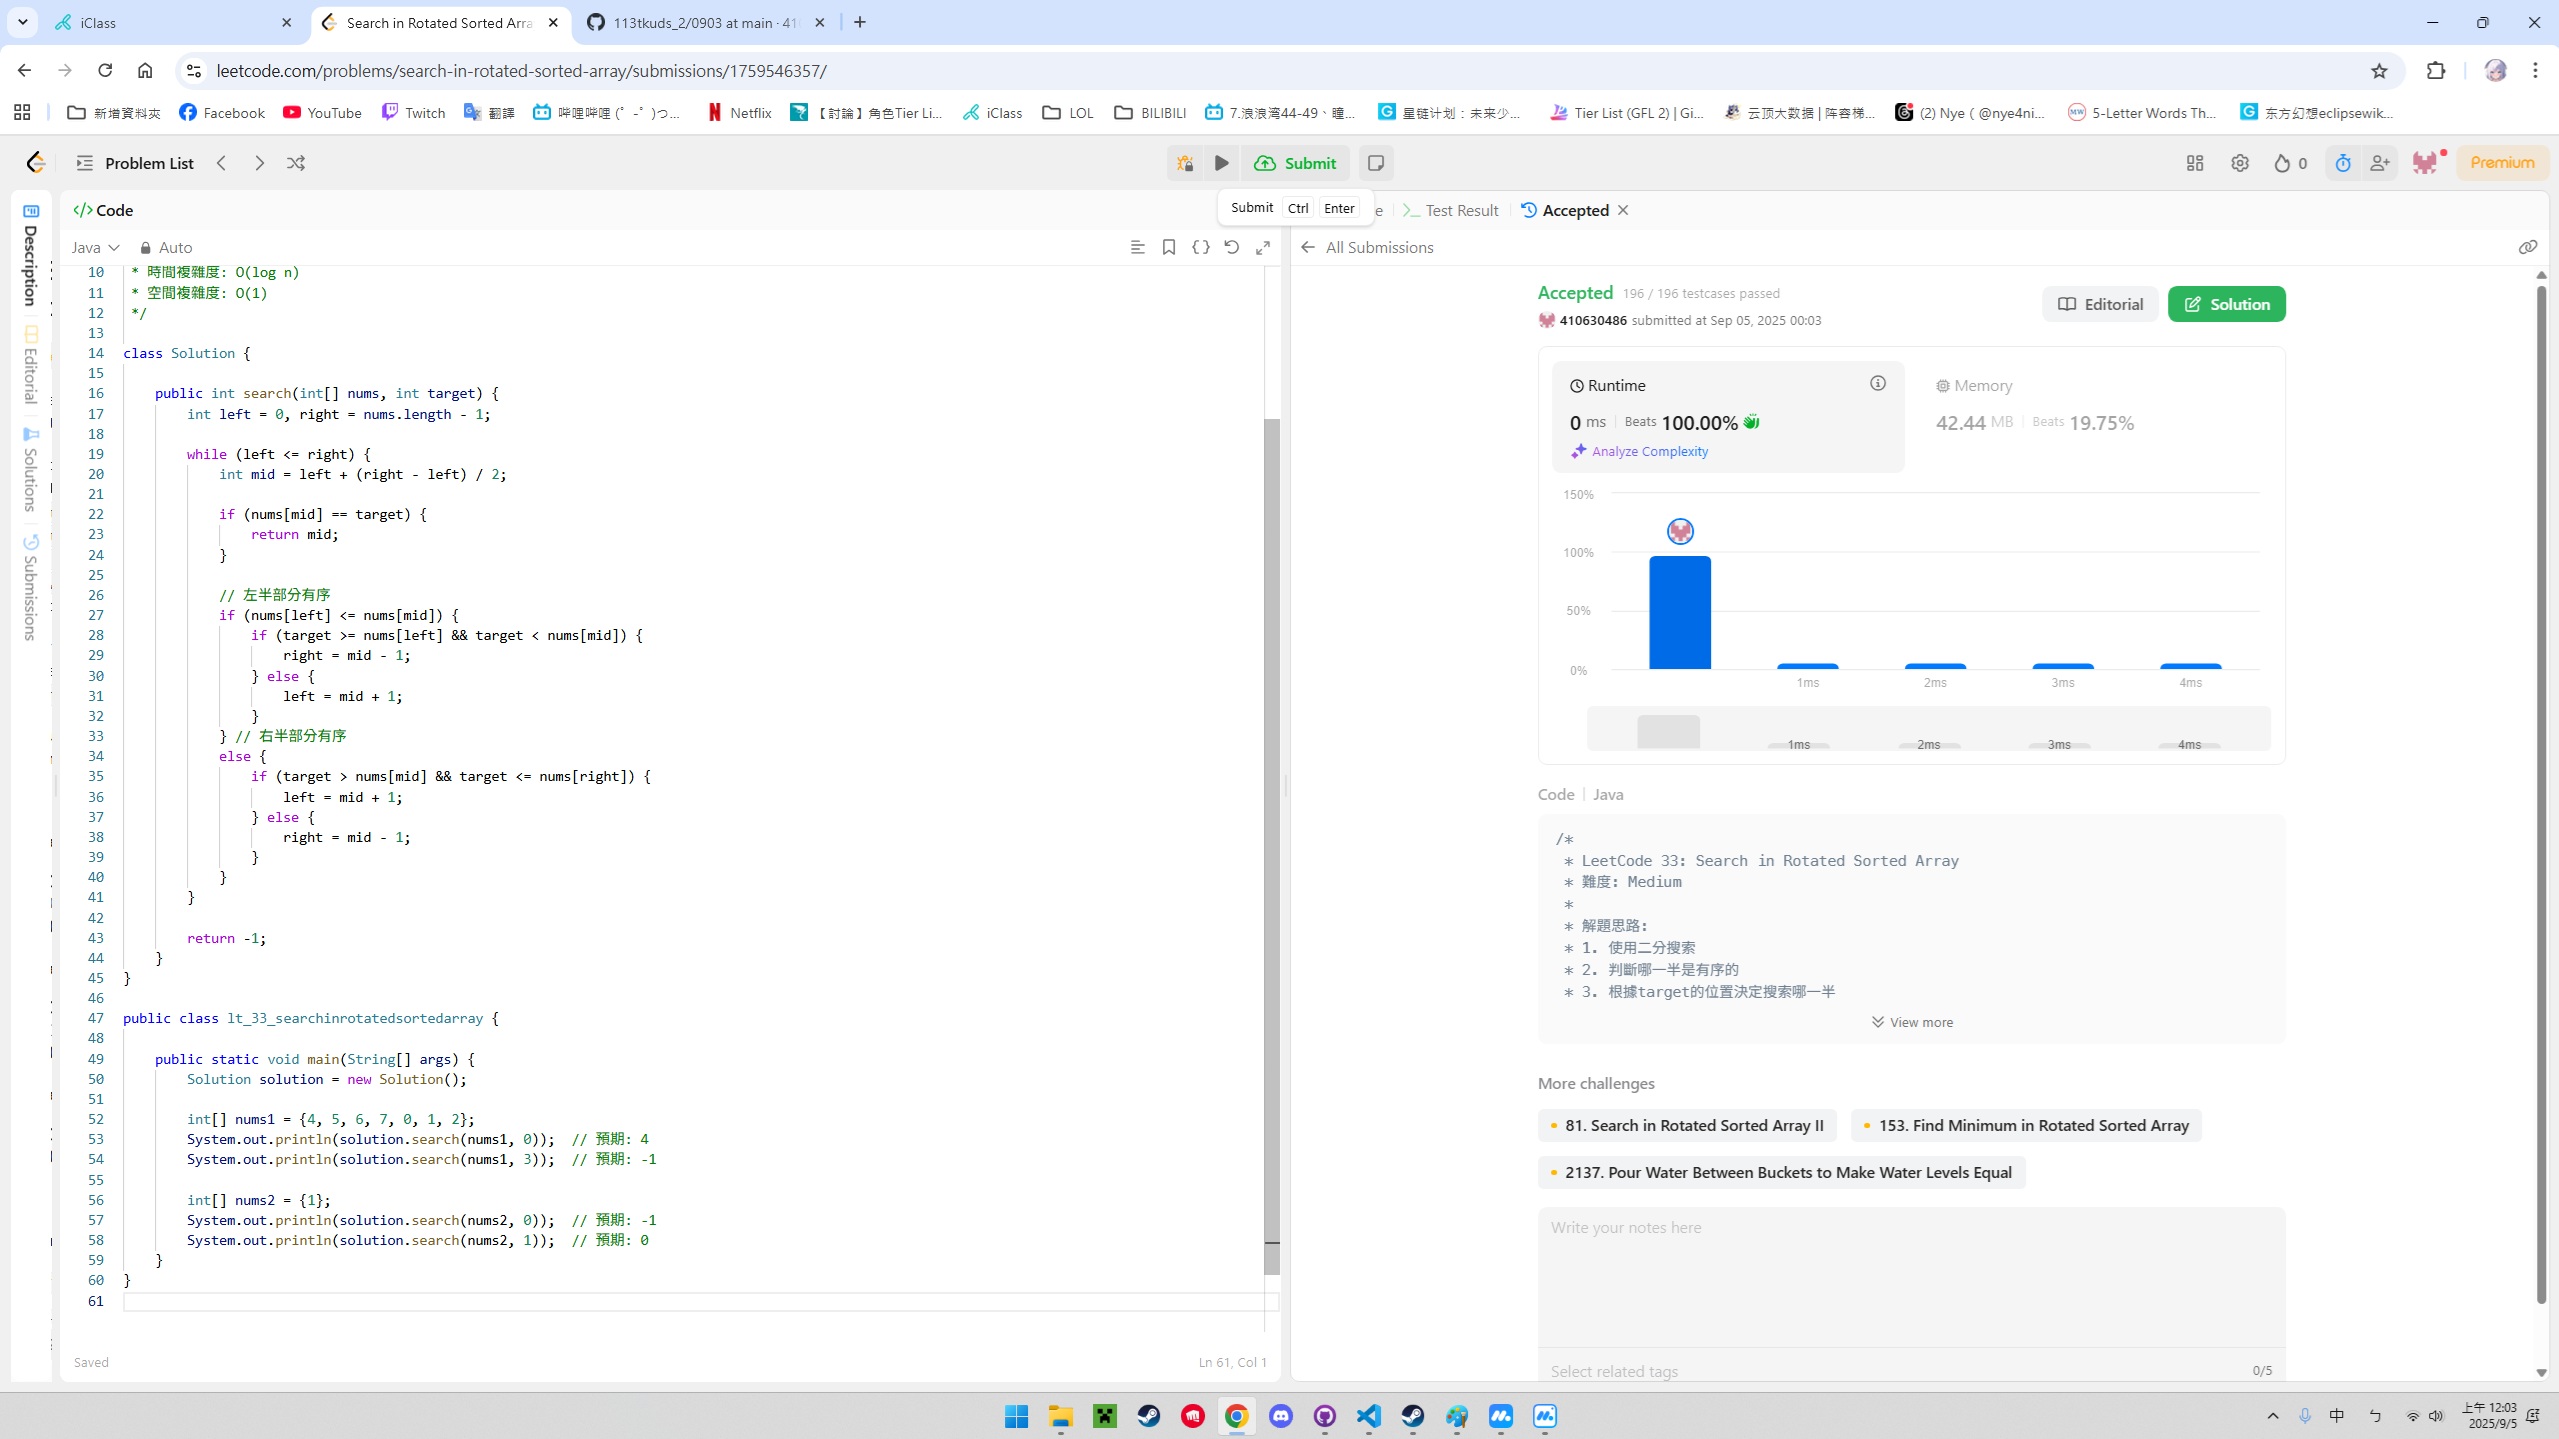 iClass
Search in Rotated Sorted Arra
113tkuds_2/0903 at main · 41
leetcode.com/problems/search-in-rotated-sorted-array/submissions/1759546357/
新增資料夾
Facebook
YouTube
Twitch
翻譯
哔哩哔哩 (゜-゜)つ...
Netflix
【討論】角色Tier Li...
iClass
LOL
BILIBILI
7.浪浪湾44-49、瞳...
星链计划：未来少...
Tier List (GFL 2) | Gi...
云顶大数据 | 阵容梯...
(2) Nye ( @nye4ni...
5-Letter Words Th...
东方幻想eclipsewik...
Problem List
Submit
0
Premium
Description
Editorial
Solutions
Submissions
</> Code
Submit Ctrl Enter
e
Test Result
Accepted
Java
Auto
10 * 時間複雜度: O(log n)
11 * 空間複雜度: O(1)
12 */
13
14 class Solution {
15
16 public int search(int[] nums, int target) {
17 int left = 0, right = nums.length - 1;
18
19 while (left <= right) {
20 int mid = left + (right - left) / 2;
21
22 if (nums[mid] == target) {
23 return mid;
24 }
25
26 // 左半部分有序
27 if (nums[left] <= nums[mid]) {
28 if (target >= nums[left] && target < nums[mid]) {
29 right = mid - 1;
30 } else {
31 left = mid + 1;
32 }
33 } // 右半部分有序
34 else {
35 if (target > nums[mid] && target <= nums[right]) {
36 left = mid + 1;
37 } else {
38 right = mid - 1;
39 }
40 }
41 }
42
43 return -1;
44 }
45 }
46
47 public class lt_33_searchinrotatedsortedarray {
48
49 public static void main(String[] args) {
50 Solution solution = new Solution();
51
52 int[] nums1 = {4, 5, 6, 7, 0, 1, 2};
53 System.out.println(solution.search(nums1, 0)); // 預期: 4
54 System.out.println(solution.search(nums1, 3)); // 預期: -1
55
56 int[] nums2 = {1};
57 System.out.println(solution.search(nums2, 0)); // 預期: -1
58 System.out.println(solution.search(nums2, 1)); // 預期: 0
59 }
60 }
61
Saved
Ln 61, Col 1
All Submissions
Accepted 196 / 196 testcases passed
410630486 submitted at Sep 05, 2025 00:03
Editorial
Solution
Runtime
0 ms | Beats 100.00%
Analyze Complexity
Memory
42.44 MB | Beats 19.75%
150%
100%
50%
0%
1ms
2ms
3ms
4ms
1ms
2ms
3ms
4ms
Code | Java
/*
* LeetCode 33: Search in Rotated Sorted Array
* 難度: Medium
*
* 解題思路:
* 1. 使用二分搜索
* 2. 判斷哪一半是有序的
* 3. 根據target的位置決定搜索哪一半
View more
More challenges
81. Search in Rotated Sorted Array II
153. Find Minimum in Rotated Sorted Array
2137. Pour Water Between Buckets to Make Water Levels Equal
Write your notes here
Select related tags
0/5
中
ㄅ
上午 12:03
2025/9/5